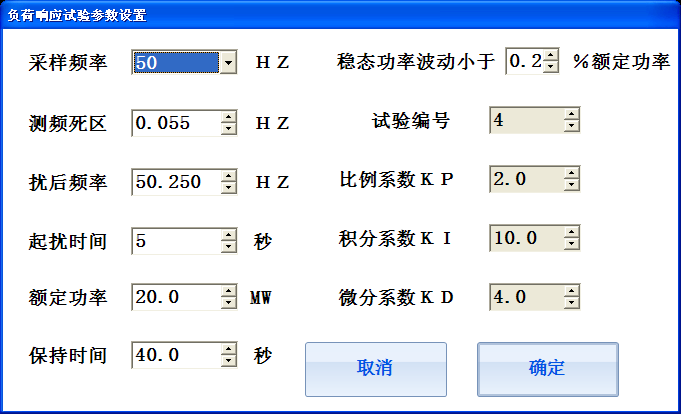 负荷响应试验参数设置
采样频率 50 ＨＺ 稳态功率波动小于 0.2 ％额定功率
测频死区 0.055 ＨＺ 试验编号 4
扰后频率 50.250 ＨＺ 比例系数ＫＰ 2.0
起扰时间 5 秒 积分系数ＫＩ 10.0
额定功率 20.0 MW 微分系数ＫＤ 4.0
保持时间 40.0 秒 取消 确定